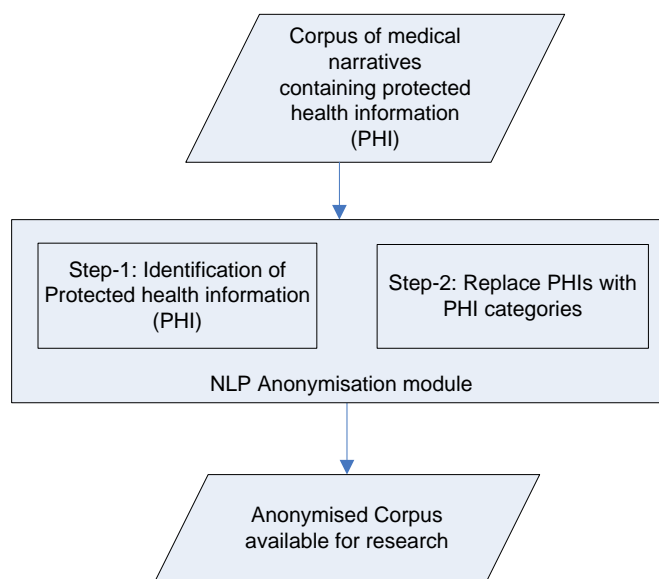 Corpus of medical
narratives
containing protected
health information
(PHI)
Step-1: Identification of
Protected health information
(PHI)
Step-2: Replace PHIs with
PHI categories
NLP Anonymisation module
Anonymised Corpus
available for research